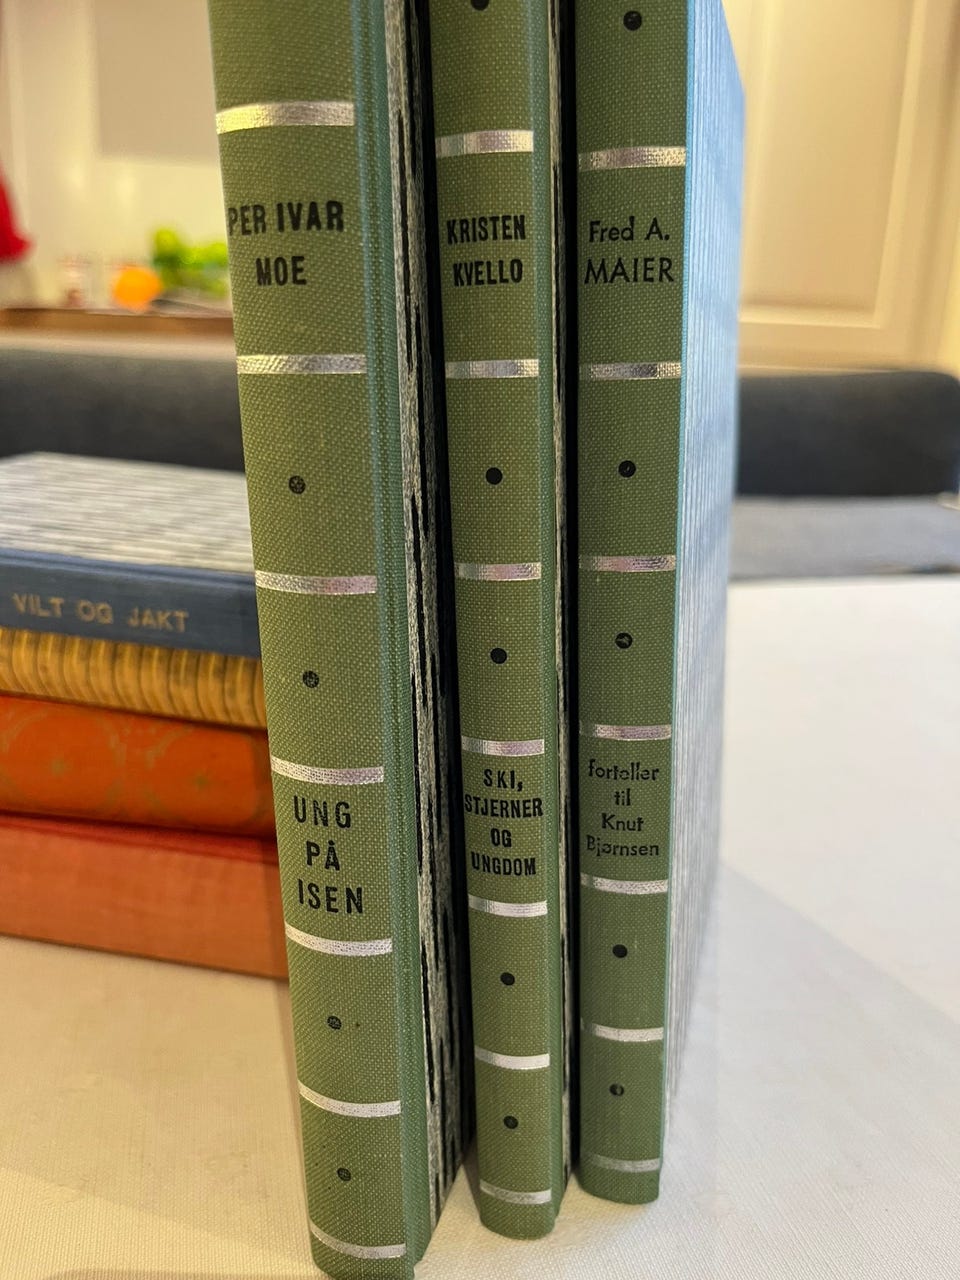 PER IVAR
MOE
UNG
PÅ
ISEN
KRISTEN
KVELLO
SKI,
STJERNER
OG
UNGDOM
Fred A.
MAIER
forteller
til
Knut
Bjørnsen
VILT OG JAKT